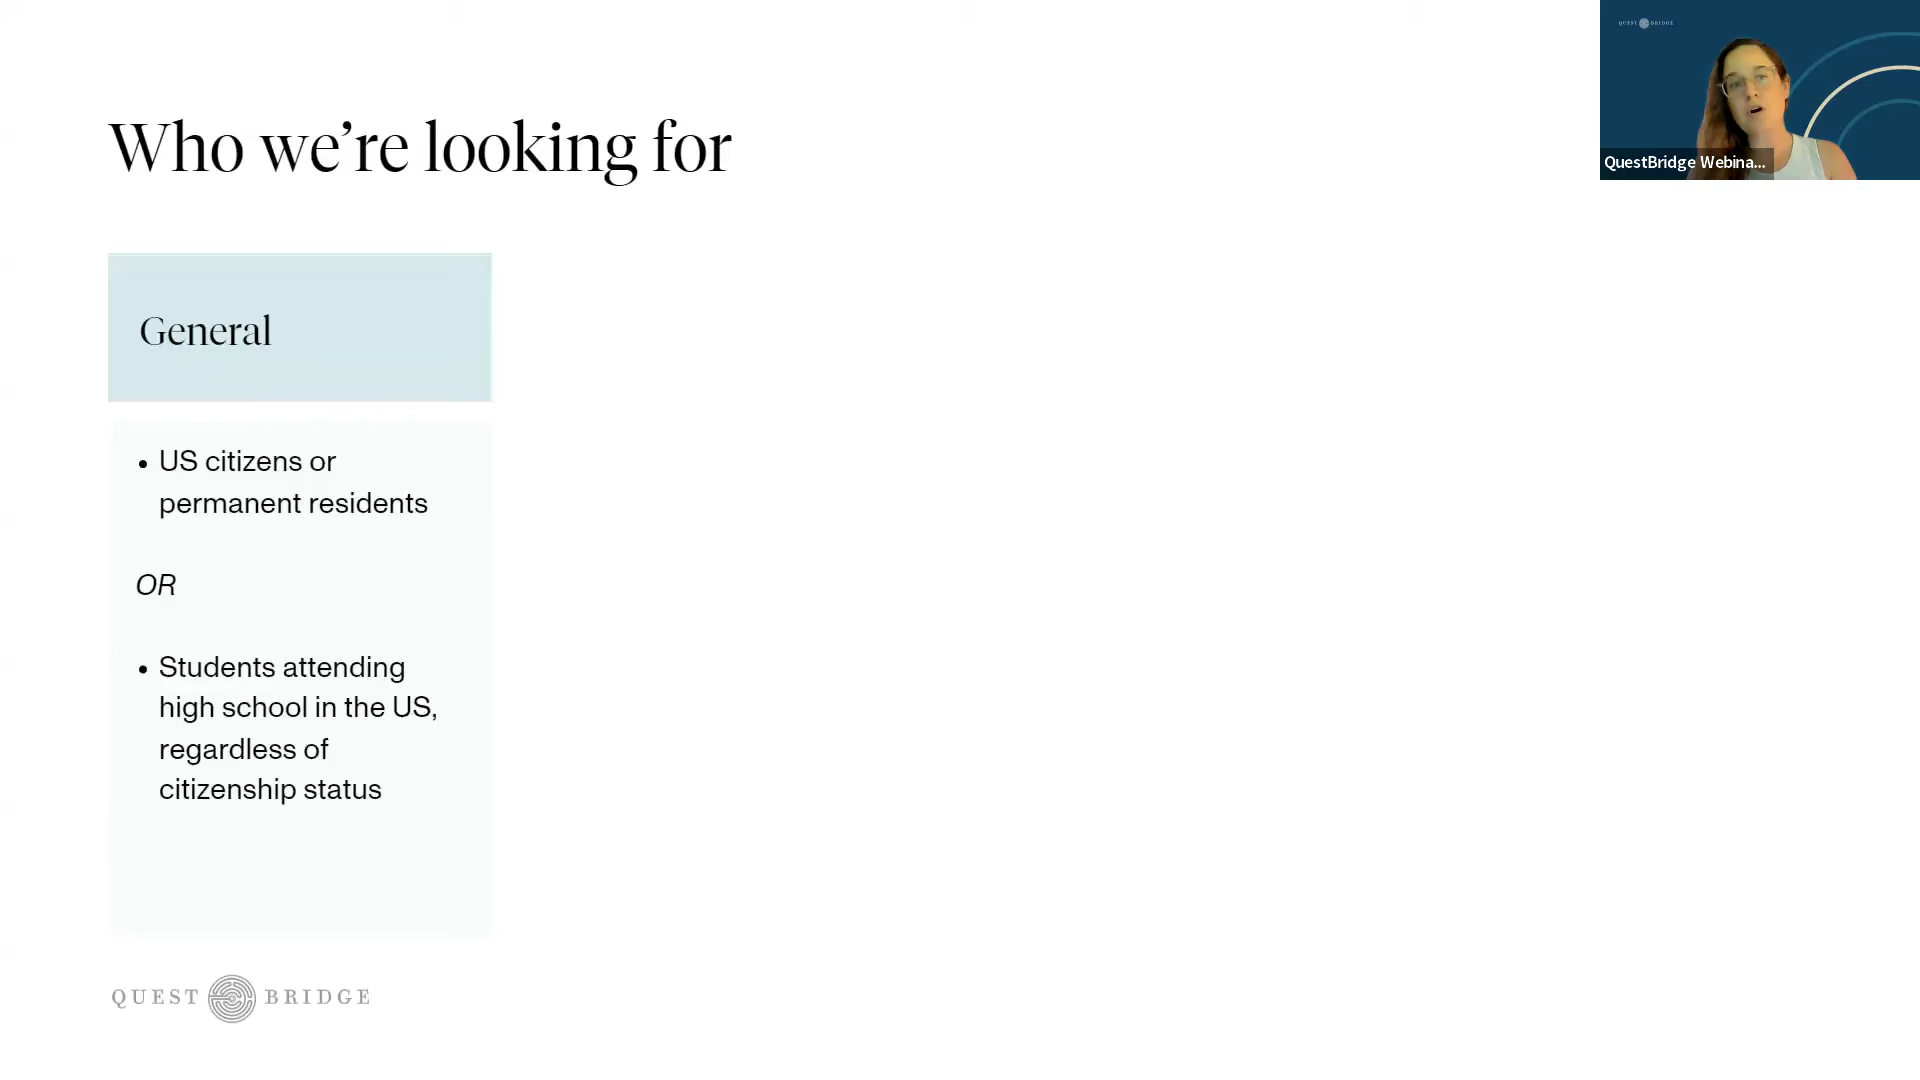 QUEST BRIDGE
Who we're looking for
QuestBridge Webina...
General
• US citizens or
permanent residents
OR
• Students attending
high school in the US,
regardless of
citizenship status
QUEST BRIDGE